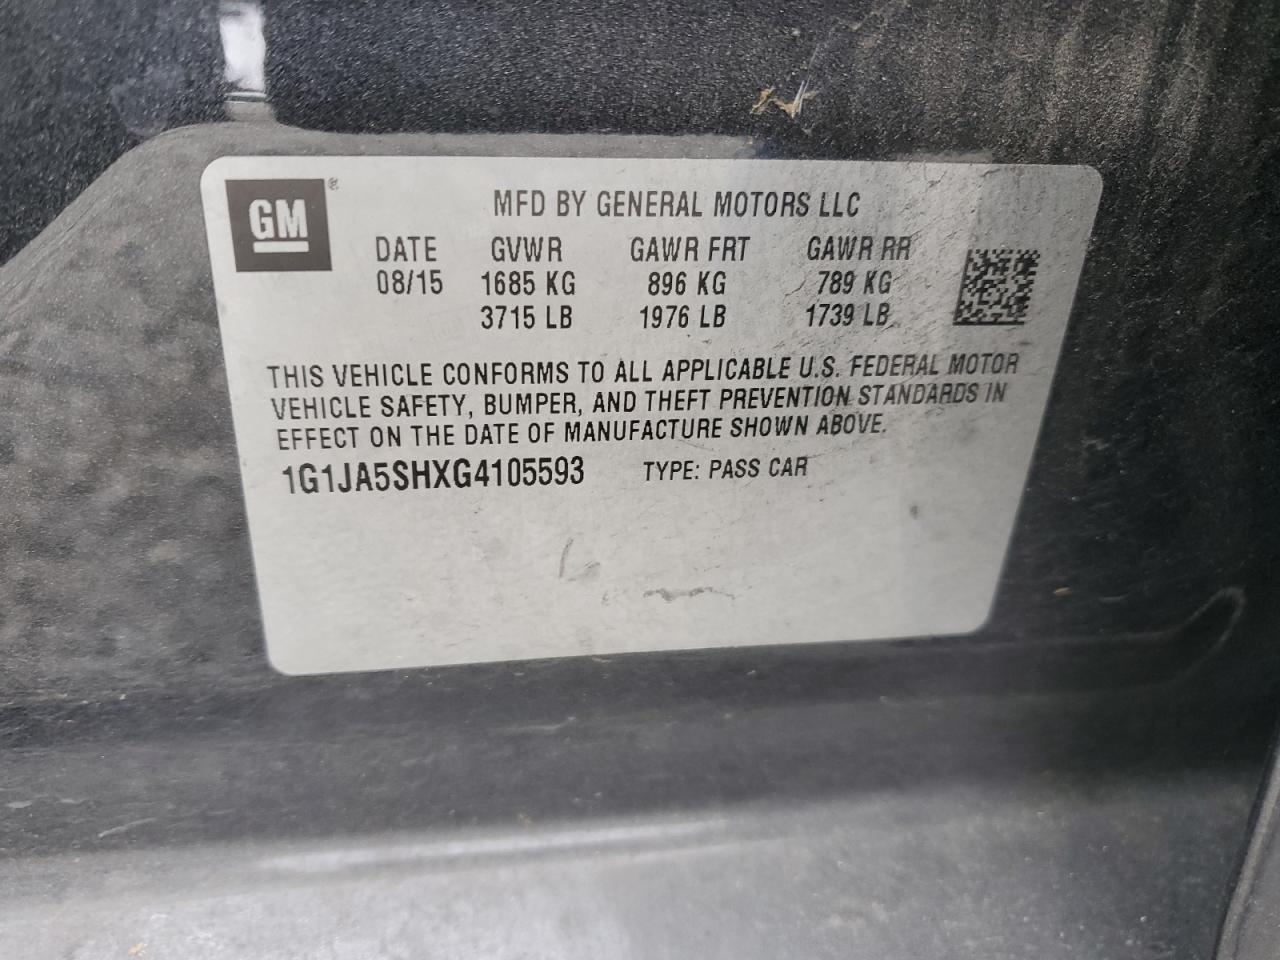 GM®
MFD BY GENERAL MOTORS LLC
DATE GVWR GAWR FRT GAWR RR
08/15 1685 KG 896 KG 789 KG
3715 LB 1976 LB 1739 LB
THIS VEHICLE CONFORMS TO ALL APPLICABLE U.S. FEDERAL MOTOR
VEHICLE SAFETY, BUMPER, AND THEFT PREVENTION STANDARDS IN
EFFECT ON THE DATE OF MANUFACTURE SHOWN ABOVE.
1G1JA5SHXG4105593 TYPE: PASS CAR